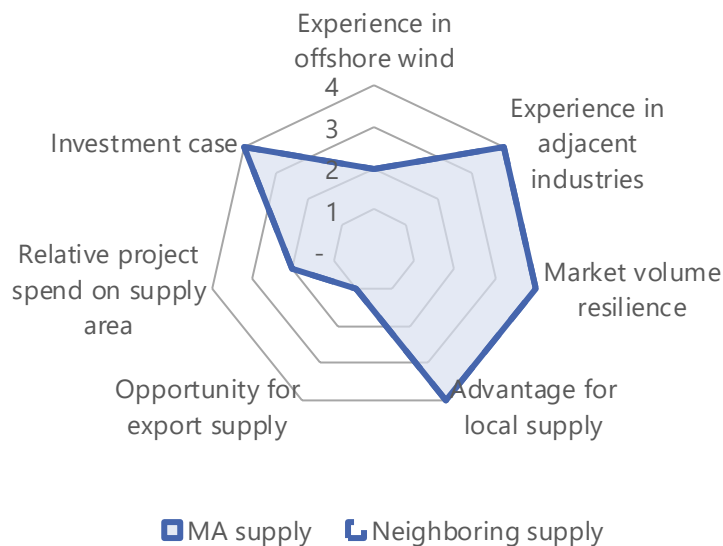 Experience in
offshore wind
4
Experience in
adjacent
industries
3
Investment case
2
1
Relative project
spend on supply
area
-
Market volume
resilience
Opportunity for
export supply
Advantage for
local supply
MA supply
Neighboring supply